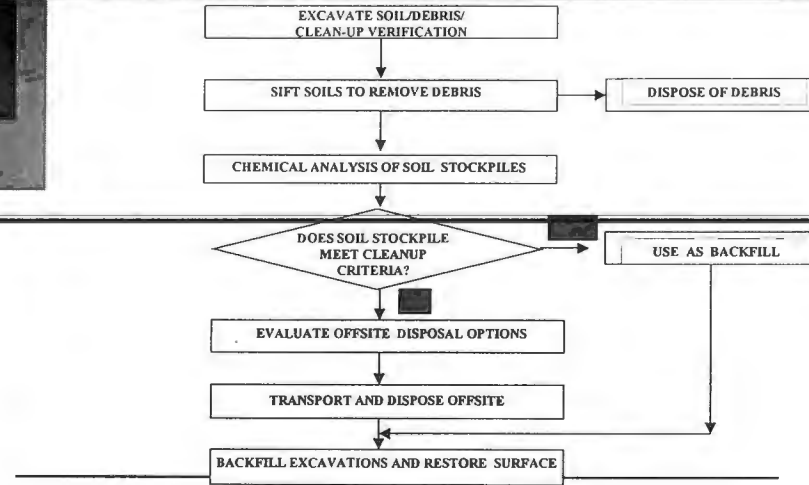 EXCAVATE SOIL/DEBRIS/
CLEAN-UP VERIFICATION
SIFT SOILS TO REMOVE DEBRIS
DISPOSE OF DEBRIS
CHEMICAL ANALYSIS OF SOIL STOCKPILES
DOES SOIL STOCKPILE
MEET CLEANUP
CRITERIA?
USE AS BACKFILL
EVALUATE OFFSITE DISPOSAL OPTIONS
TRANSPORT AND DISPOSE OFFSITE
BACKFILL EXCAVATIONS AND RESTORE SURFACE